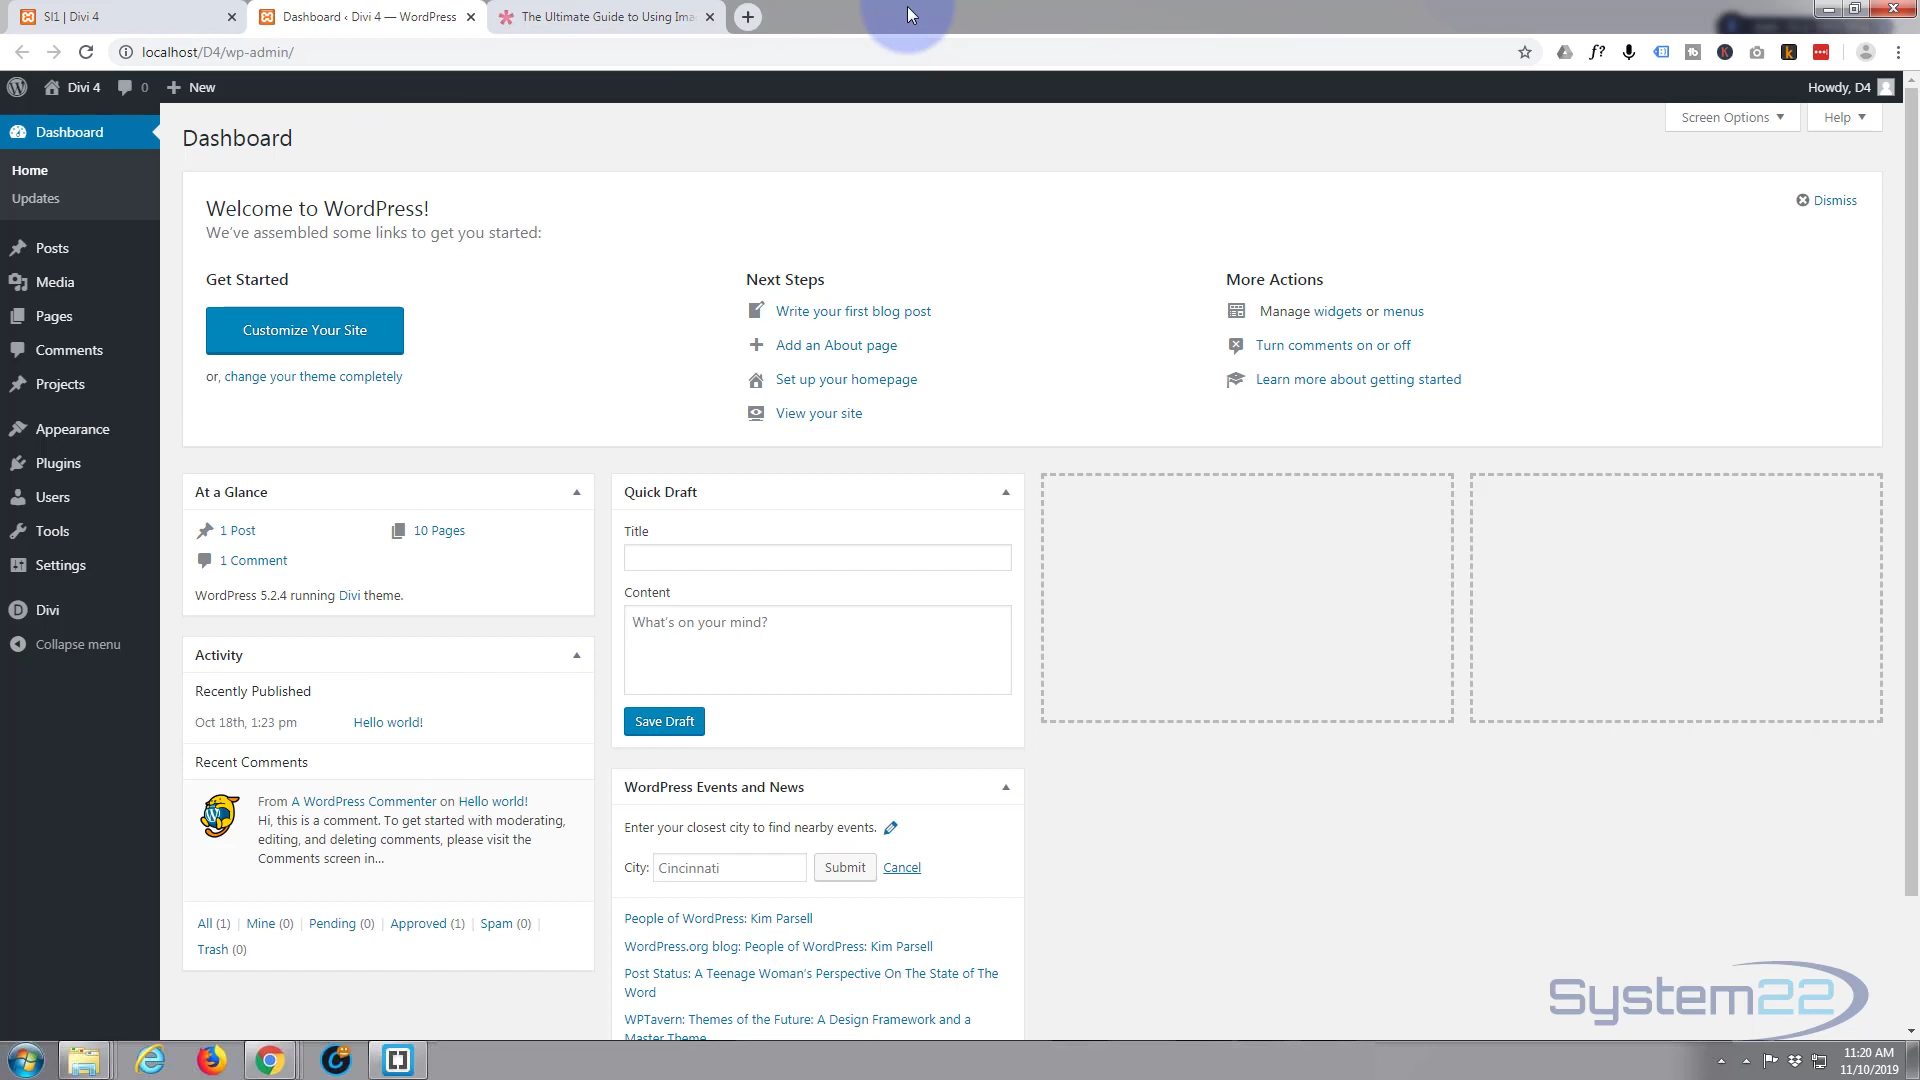 SI1 | Divi 4
Dashboard ‹ Divi 4 — WordPress
The Ultimate Guide to Using Ima
localhost/D4/wp-admin/
Divi 4
0
New
Howdy, D4
Dashboard
Home
Updates
Posts
Media
Pages
Comments
Projects
Appearance
Plugins
Users
Tools
Settings
Divi
Collapse menu
Dashboard
Screen Options
Help
Welcome to WordPress!
We've assembled some links to get you started:
Dismiss
Get Started
Customize Your Site
or, change your theme completely
Next Steps
Write your first blog post
Add an About page
Set up your homepage
View your site
More Actions
Manage widgets or menus
Turn comments on or off
Learn more about getting started
At a Glance
1 Post
10 Pages
1 Comment
WordPress 5.2.4 running Divi theme.
Activity
Recently Published
Oct 18th, 1:23 pm
Hello world!
Recent Comments
From A WordPress Commenter on Hello world!
Hi, this is a comment. To get started with moderating,
editing, and deleting comments, please visit the
Comments screen in...
All (1) | Mine (0) | Pending (0) | Approved (1) | Spam (0) |
Trash (0)
Quick Draft
Title
Content
What's on your mind?
Save Draft
WordPress Events and News
Enter your closest city to find nearby events.
City: Cincinnati
Submit
Cancel
People of WordPress: Kim Parsell
WordPress.org blog: People of WordPress: Kim Parsell
Post Status: A Teenage Woman's Perspective On The State of The
Word
WPTavern: Themes of the Future: A Design Framework and a
Master Theme
System22
11:20 AM
11/10/2019